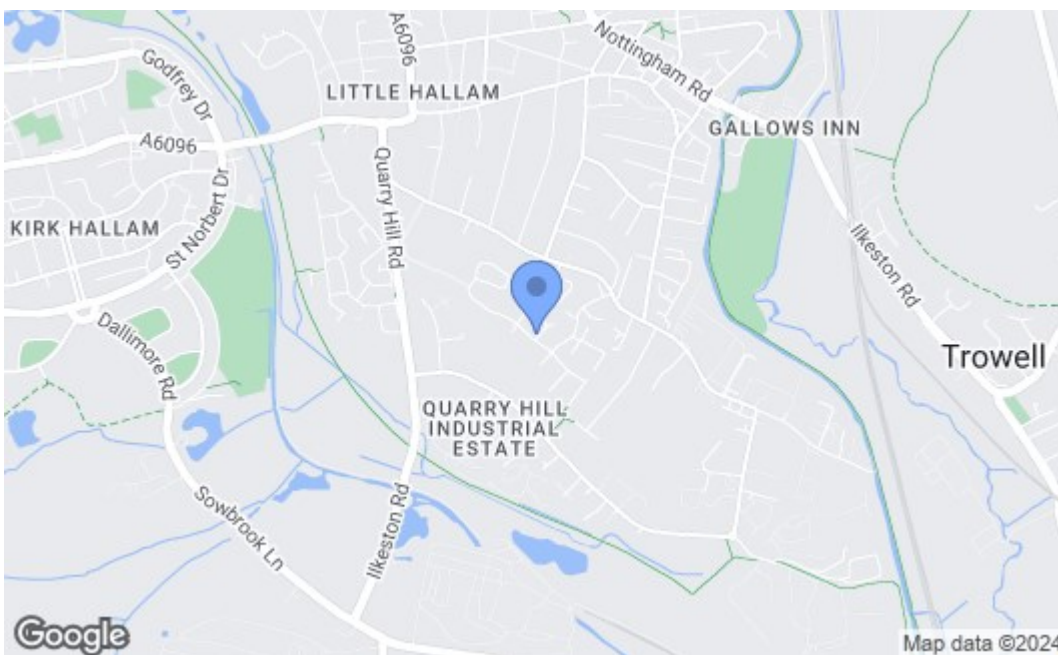 A6096
Godfrey Dr
Nottingham Rd
LITTLE HALLAM
GALLOWS INN
A6096
Quarry Hill Rd
St Norbert Dr
KIRK HALLAM
Ilkeston Rd
Dallimore Rd
Trowell
QUARRY HILL
INDUSTRIAL
ESTATE
Sowbrook Ln
Ilkeston Rd
Google
Map data ©2024